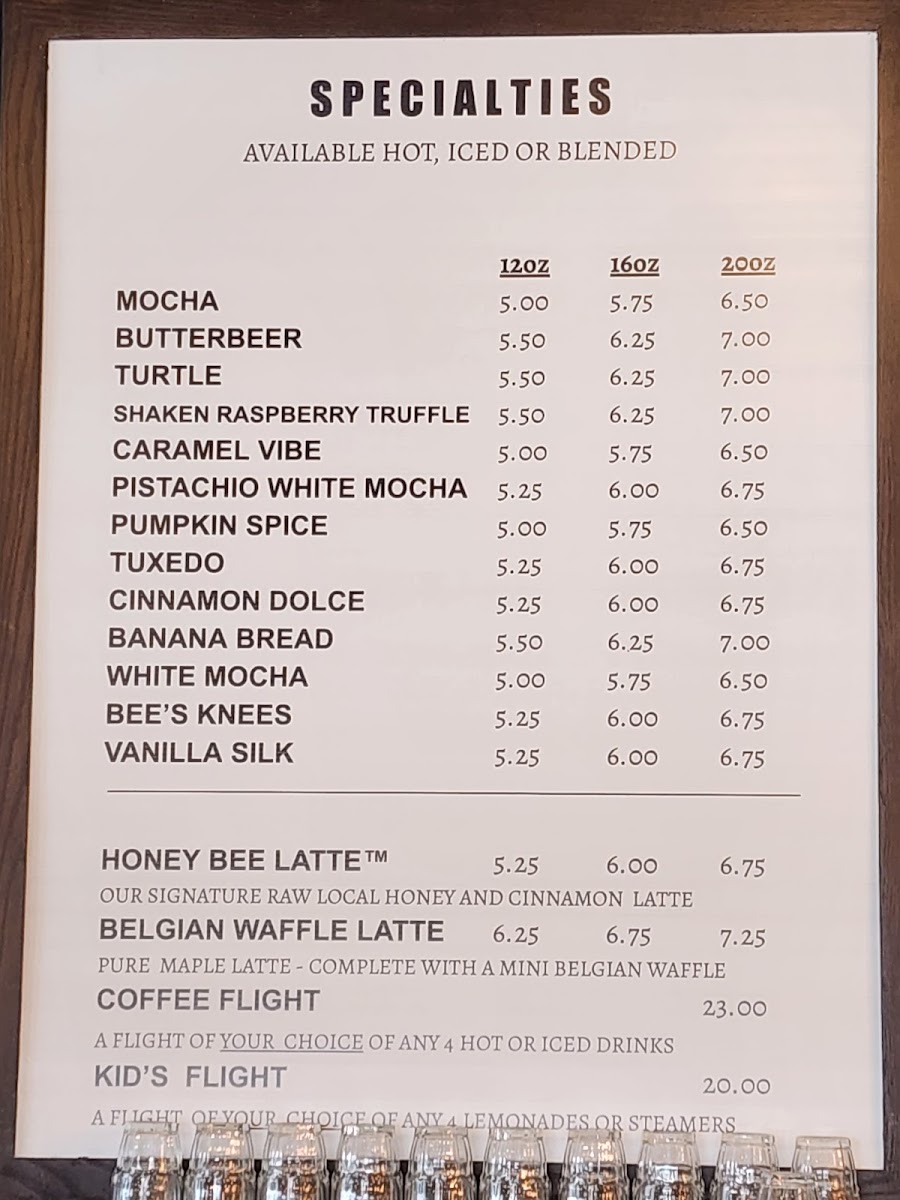 SPECIALTIES
AVAILABLE HOT, ICED OR BLENDED
12OZ 16OZ 20OZ
MOCHA 5.00 5.75 6.50
BUTTERBEER 5.50 6.25 7.00
TURTLE 5.50 6.25 7.00
SHAKEN RASPBERRY TRUFFLE 5.50 6.25 7.00
CARAMEL VIBE 5.00 5.75 6.50
PISTACHIO WHITE MOCHA 5.25 6.00 6.75
PUMPKIN SPICE 5.00 5.75 6.50
TUXEDO 5.25 6.00 6.75
CINNAMON DOLCE 5.25 6.00 6.75
BANANA BREAD 5.50 6.25 7.00
WHITE MOCHA 5.00 5.75 6.50
BEE'S KNEES 5.25 6.00 6.75
VANILLA SILK 5.25 6.00 6.75
HONEY BEE LATTE™ 5.25 6.00 6.75
OUR SIGNATURE RAW LOCAL HONEY AND CINNAMON LATTE
BELGIAN WAFFLE LATTE 6.25 6.75 7.25
PURE MAPLE LATTE - COMPLETE WITH A MINI BELGIAN WAFFLE
COFFEE FLIGHT 23.00
A FLIGHT OF YOUR CHOICE OF ANY 4 HOT OR ICED DRINKS
KID'S FLIGHT 20.00
A FLIGHT OF YOUR CHOICE OF ANY 4 LEMONADES OR STEAMERS